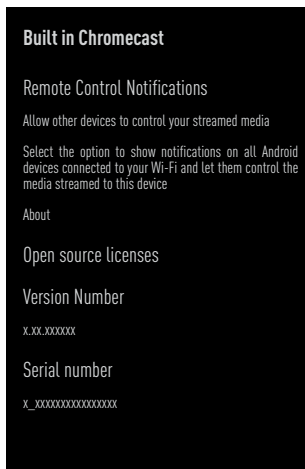 Built in Chromecast
Remote Control Notifications
Allow other devices to control your streamed media
Select the option to show notifications on all Android
devices connected to your Wi-Fi and let them control the
media streamed to this device
About
Open source licenses
Version Number
x.xx.xxxxxx
Serial number
x_xxxxxxxxxxxxxxxx